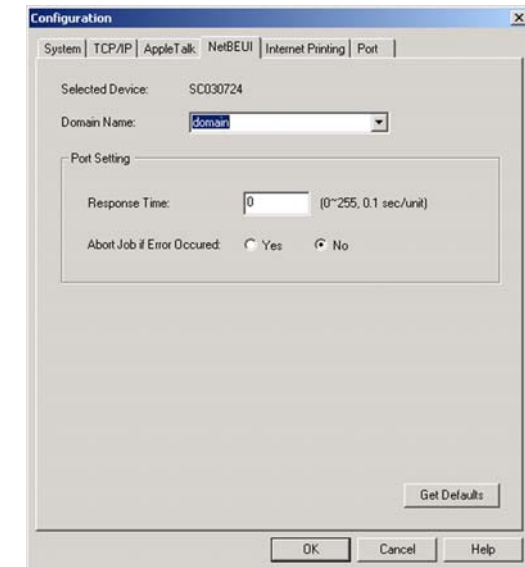 Configuration
System TCP/IP AppleTalk NetBEUI Internet Printing Port
Selected Device: SC030724
Domain Name: domain
Port Setting
Response Time: 0 (0~255, 0.1 sec/unit)
Abort Job if Error Occured: Yes No
Get Defaults
OK Cancel Help